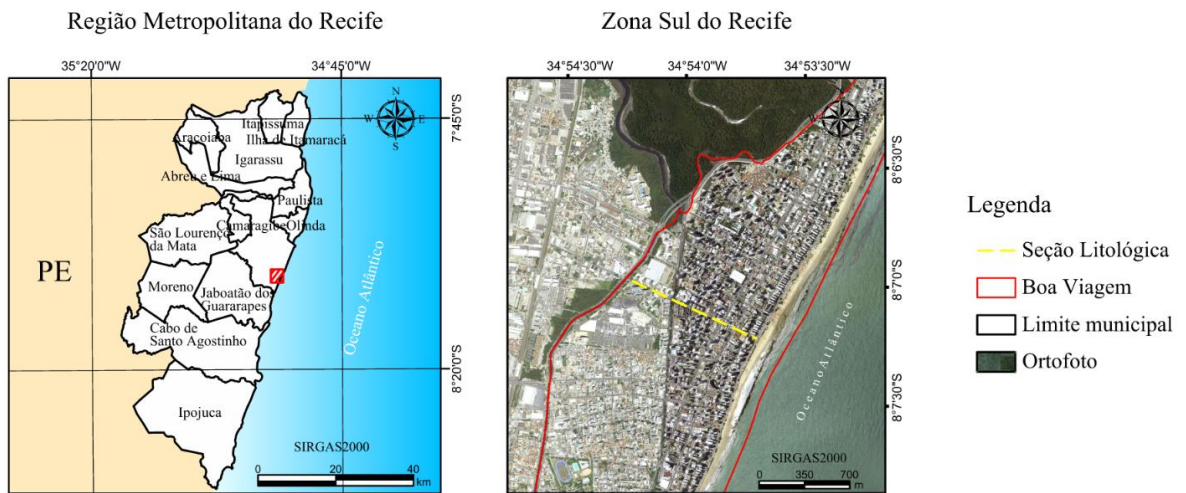 Região Metropolitana do Recife
35°20'0"W
34°45'0"W
N
W
E
S
7°45'0"S
Itapissuma
Araçoiaba
Ilha de Itamaracá
Igarassu
Abreu e Lima
Paulista
Camaragibe
Olinda
São Lourenço
da Mata
PE
Moreno
Jaboatão dos
Guararapes
Oceano Atlântico
Cabo de
Santo Agostinho
8°20'0"S
Ipojuca
SIRGAS2000
0 20 40
km
Zona Sul do Recife
34°54'30"W
34°54'0"W
34°53'30"W
8°6'30"S
8°7'0"S
8°7'30"S
Oceano Atlântico
SIRGAS2000
0 350 700
m
Legenda
Seção Litológica
Boa Viagem
Limite municipal
Ortofoto